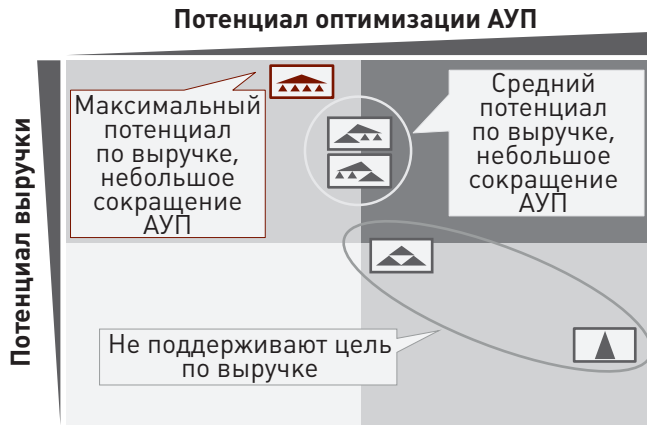 Потенциал оптимизации АУП
Потенциал выручки
Максимальный
потенциал
по выручке,
небольшое
сокращение
АУП
Средний
потенциал
по выручке,
небольшое
сокращение
АУП
Не поддерживают цель
по выручке